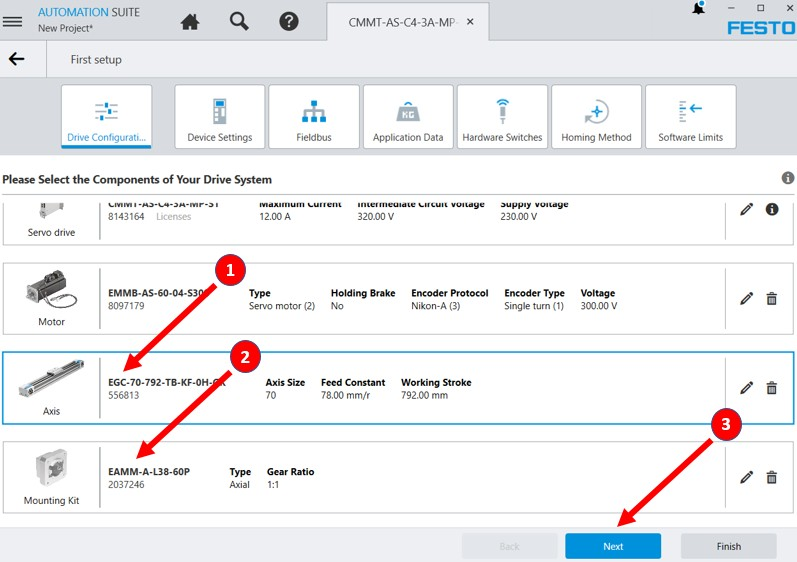 AUTOMATION SUITE
New Project*
CMMT-AS-C4-3A-MP-
FESTO
First setup
Drive Configurati...
Device Settings
Fieldbus
Application Data
Hardware Switches
Homing Method
Software Limits
KG
Please Select the Components of Your Drive System
CMMT-AS-C4-3A-MP-S1 Maximum Current Intermediate Circuit Voltage Supply Voltage
8143164 Licenses 12.00 A 320.00 V 230.00 V
Servo drive
1
EMMB-AS-60-04-S30 Type Holding Brake Encoder Protocol Encoder Type Voltage
8097179 Servo motor (2) No Nikon-A (3) Single turn (1) 300.00 V
Motor
2
EGC-70-792-TB-KF-0H-GK Axis Size Feed Constant Working Stroke
556813 70 78.00 mm/r 792.00 mm
Axis
3
EAMM-A-L38-60P Type Gear Ratio
2037246 Axial 1:1
Mounting Kit
Back
Next
Finish